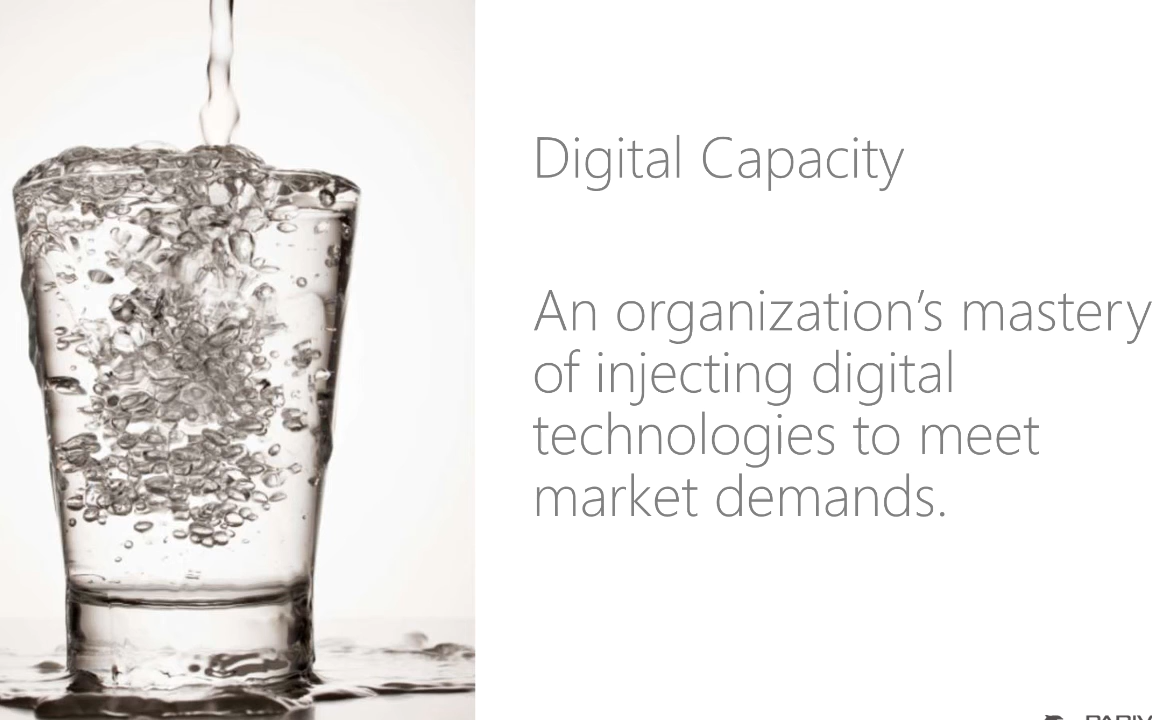 Digital Capacity
An organization’s mastery
of injecting digital
technologies to meet
market demands.